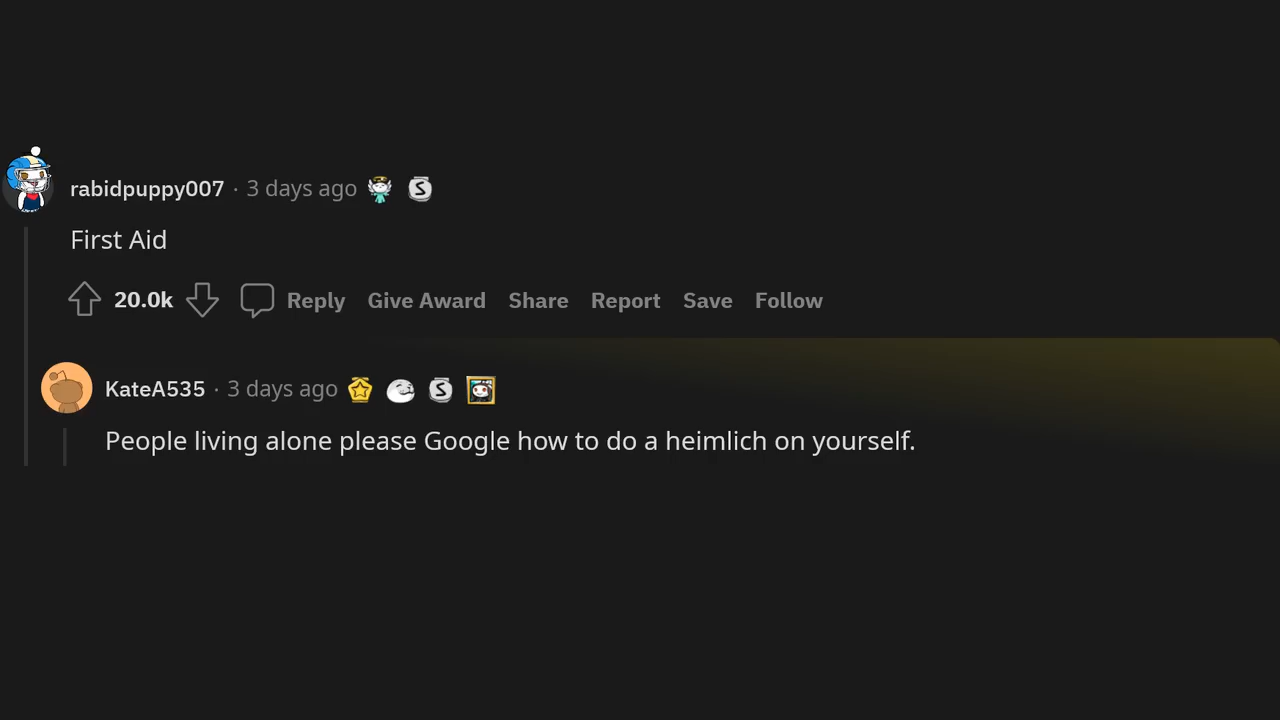 rabidpuppy007 · 3 days ago
First Aid
20.0k Reply Give Award Share Report Save Follow
KateA535 · 3 days ago
People living alone please Google how to do a heimlich on yourself.